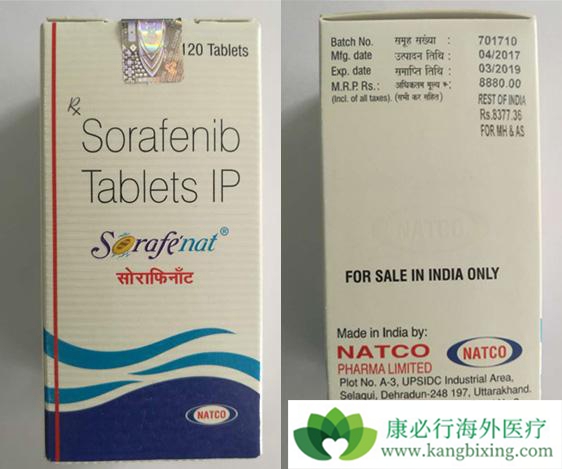 120 Tablets
Rx
Sorafenib
Tablets IP
Sorafenat®
सोराफिनॅट
NATCO
Batch No. समूह संख्या : 701710
Mfg. date उत्पादन तिथि : 04/2017
Exp. date समाप्ति तिथि : 03/2019
M.R.P. Rs.: अधिकतम मूल्य रु: 8880.00
(Incl. of all taxes). (सभी कर सहित) REST OF INDIA
Rs.8377.36
FOR MH & AS
NATCO
FOR SALE IN INDIA ONLY
Made in India by:
NATCO
PHARMA LIMITED
NATCO
Plot No. A-3, UPSIDC Industrial Area,
Selaqui, Dehradun-248 197, Uttarakhand.
康必行海外医疗
www.kangbixing.com